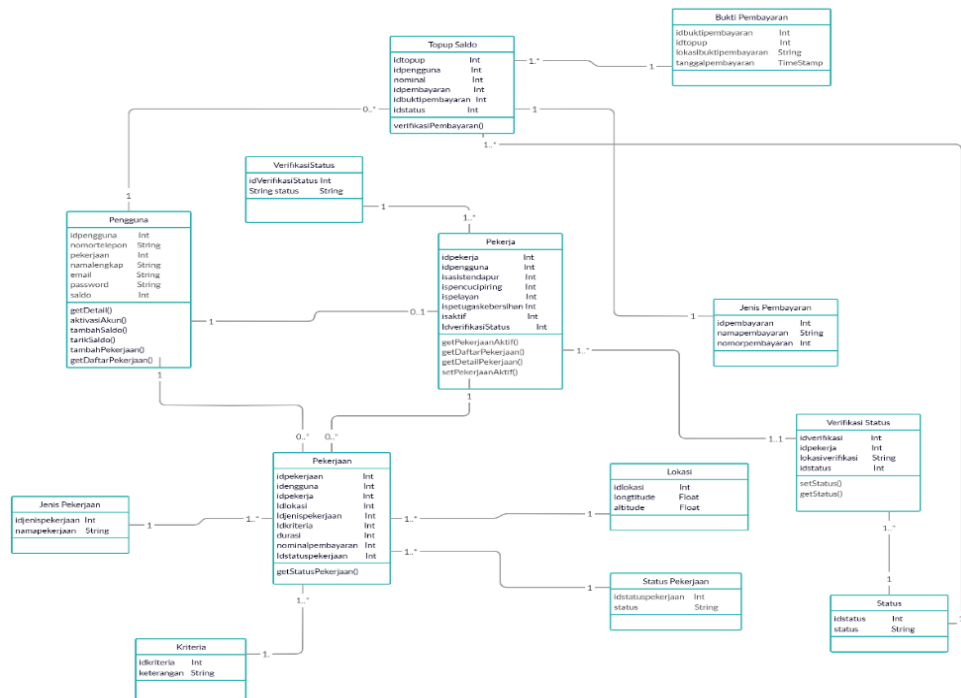 Bukti Pembayaran
idbuktipembayaran Int
idtopup Int
lokasibuktipembayaran String
tanggalpembayaran TimeStamp
Topup Saldo
idtopup Int
idpengguna Int
nominal Int
idpembayaran Int
idbuktipembayaran Int
idstatus Int
verifikasiPembayaran()
1..*
1
0..*
1
1..*
VerifikasiStatus
idVerifikasiStatus Int
String status String
1
1..*
1
Pengguna
idpengguna Int
nomortelepon String
pekerjaan Int
namalengkap String
email String
password String
saldo Int
getDetail()
aktivasiAkun()
tambahSaldo()
tarikSaldo()
tambahPekerjaan()
getDaftarPekerjaan()
Pekerja
idpekerja Int
idpengguna Int
isasistendapur Int
ispencucipiring Int
ispelayan Int
ispetugaskebersihan Int
isaktif Int
IdverifikasiStatus Int
getPekerjaanAktif()
getDaftarPekerjaan()
getDetailPekerjaan()
setPekerjaanAktif()
1
0..1
Jenis Pembayaran
idpembayaran Int
namapembayaran String
nomorpembayaran Int
1
1..*
1
1
0..*
0..*
1..1
Verifikasi Status
idverifikasi Int
idpekerja Int
lokasiverifikasi String
idstatus Int
setStatus()
getStatus()
Pekerjaan
idpekerjaan Int
idengguna Int
idpekerja Int
Idlokasi Int
Idjenispekerjaan Int
Idkriteria Int
durasi Int
nominalpembayaran Int
Idstatuspekerjaan Int
getStatusPekerjaan()
Lokasi
idlokasi Int
longtitude Float
altitude Float
Jenis Pekerjaan
idjenispekerjaan Int
namapekerjaan String
1
1..*
1..*
1
1..*
1..*
1
Status Pekerjaan
idstatuspekerjaan Int
status String
1
1..*
1
Status
idstatus Int
status String
1
Kriteria
idkriteria Int
keterangan String
1.